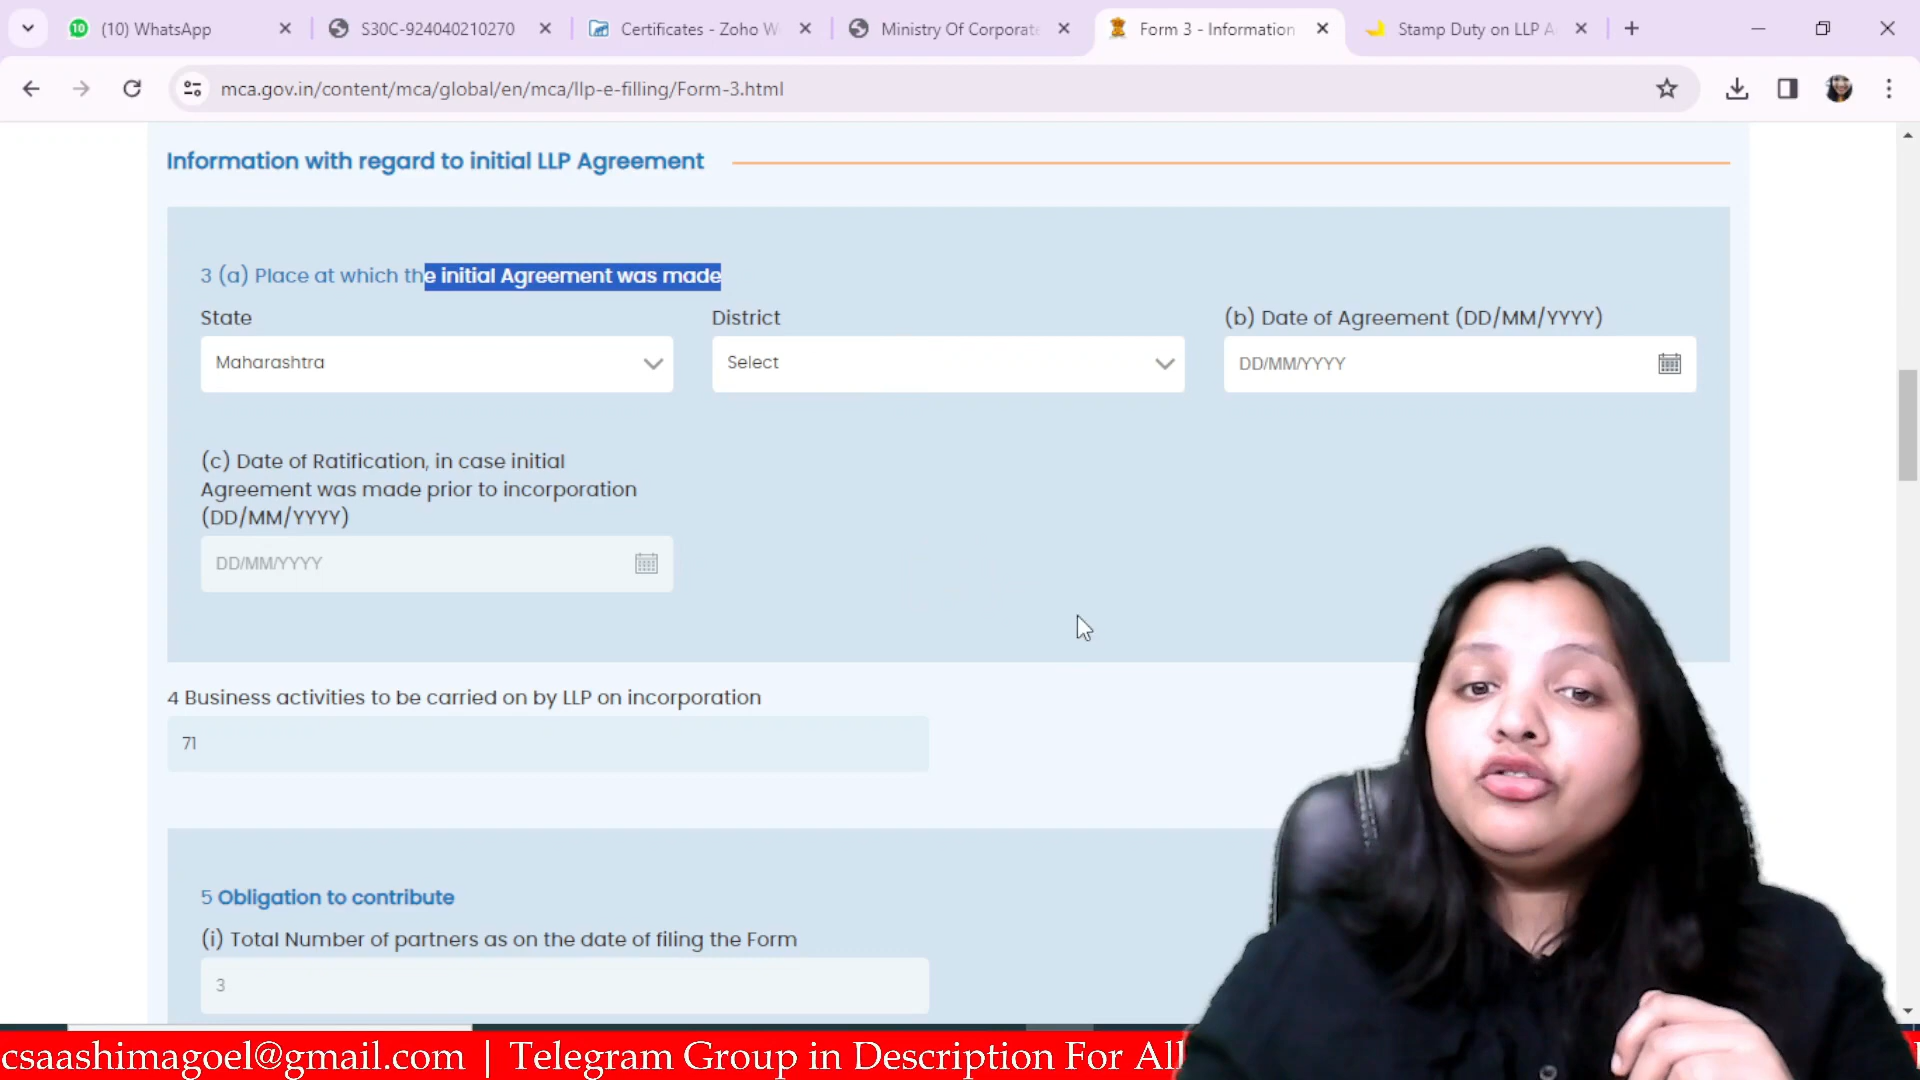 (10) WhatsApp
S30C-924040210270
Certificates - Zoho W
Ministry Of Corporate
Form 3 - Information
Stamp Duty on LLP A
mca.gov.in/content/mca/global/en/mca/llp-e-filling/Form-3.html
Information with regard to initial LLP Agreement
3 (a) Place at which the initial Agreement was made
State
District
(b) Date of Agreement (DD/MM/YYYY)
Maharashtra
Select
DD/MM/YYYY
(c) Date of Ratification, in case initial
Agreement was made prior to incorporation
(DD/MM/YYYY)
DD/MM/YYYY
4 Business activities to be carried on by LLP on incorporation
71
5 Obligation to contribute
(i) Total Number of partners as on the date of filing the Form
3
csaashimagoel@gmail.com | Telegram Group in Description For All